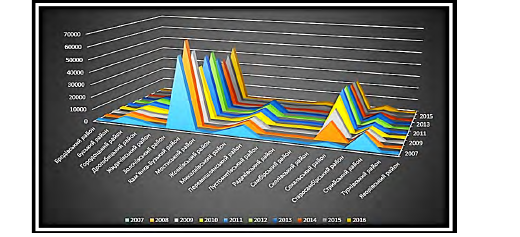 70000
60000
50000
40000
30000
20000
10000
0
Бродівський район
Буський район
Городоцький район
Дрогобицький район
Жидачівський район
Золочівський район
Кам'янка-Бузький район
Мостиський район
Жовківський район
Миколаївський район
Перемишлянський район
Пустомитівський район
Радехівський район
Самбірський район
Сколівський район
Сокальський район
Старосамбірський район
Стрийський район
Турківський район
Яворівський район
2015
2013
2011
2009
2007
2007 2008 2009 2010 2011 2012 2013 2014 2015 2016